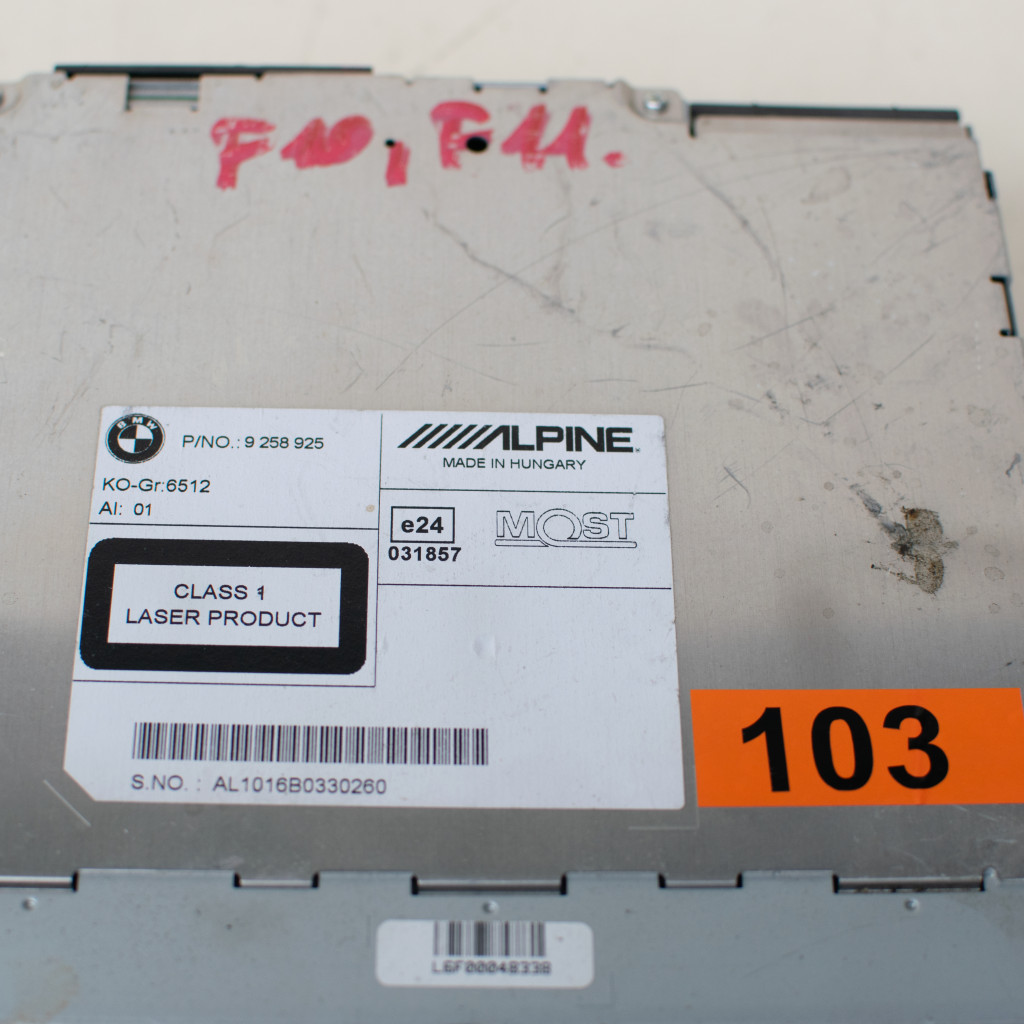 F10, F11.
BMW
P/NO.: 9 258 925
KO-Gr:6512
AI: 01
ALPINE
MADE IN HUNGARY
e24
031857
MOST
CLASS 1
LASER PRODUCT
S.NO. : AL1016B0330260
103
L6F00048338